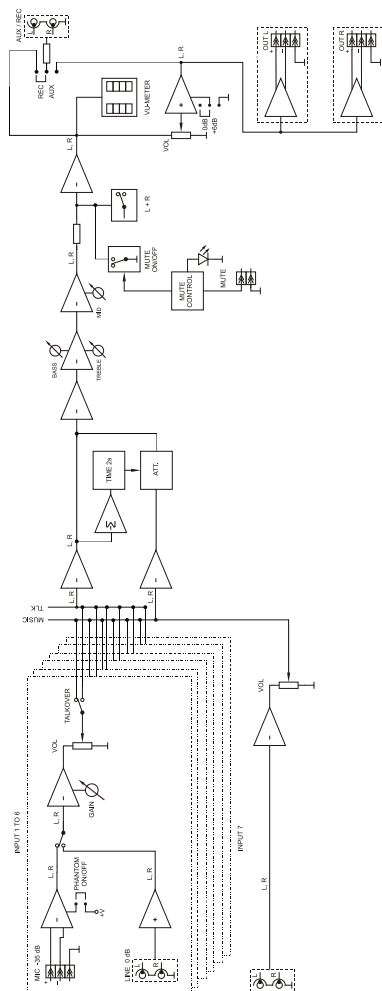 AUX / REC
L
R
REC
AUX
L, R
VU-METER
VOL
0dB
+6dB
OUT L
+
-
OUT R
+
-
L, R
L + R
MUTE
ON/OFF
MUTE
CONTROL
MUTE
L, R
MID
BASS
TREBLE
L, R
TIME 2s
ATT.
L, R
L, R
TLK
MUSIC
TALKOVER
VOL
INPUT 1 TO 6
GAIN
L, R
L, R
L, R
PHANTOM
ON/OFF
+V
MIC -35 dB
+
-
LINE 0 dB
L
R
INPUT 7
VOL
L, R
L
R